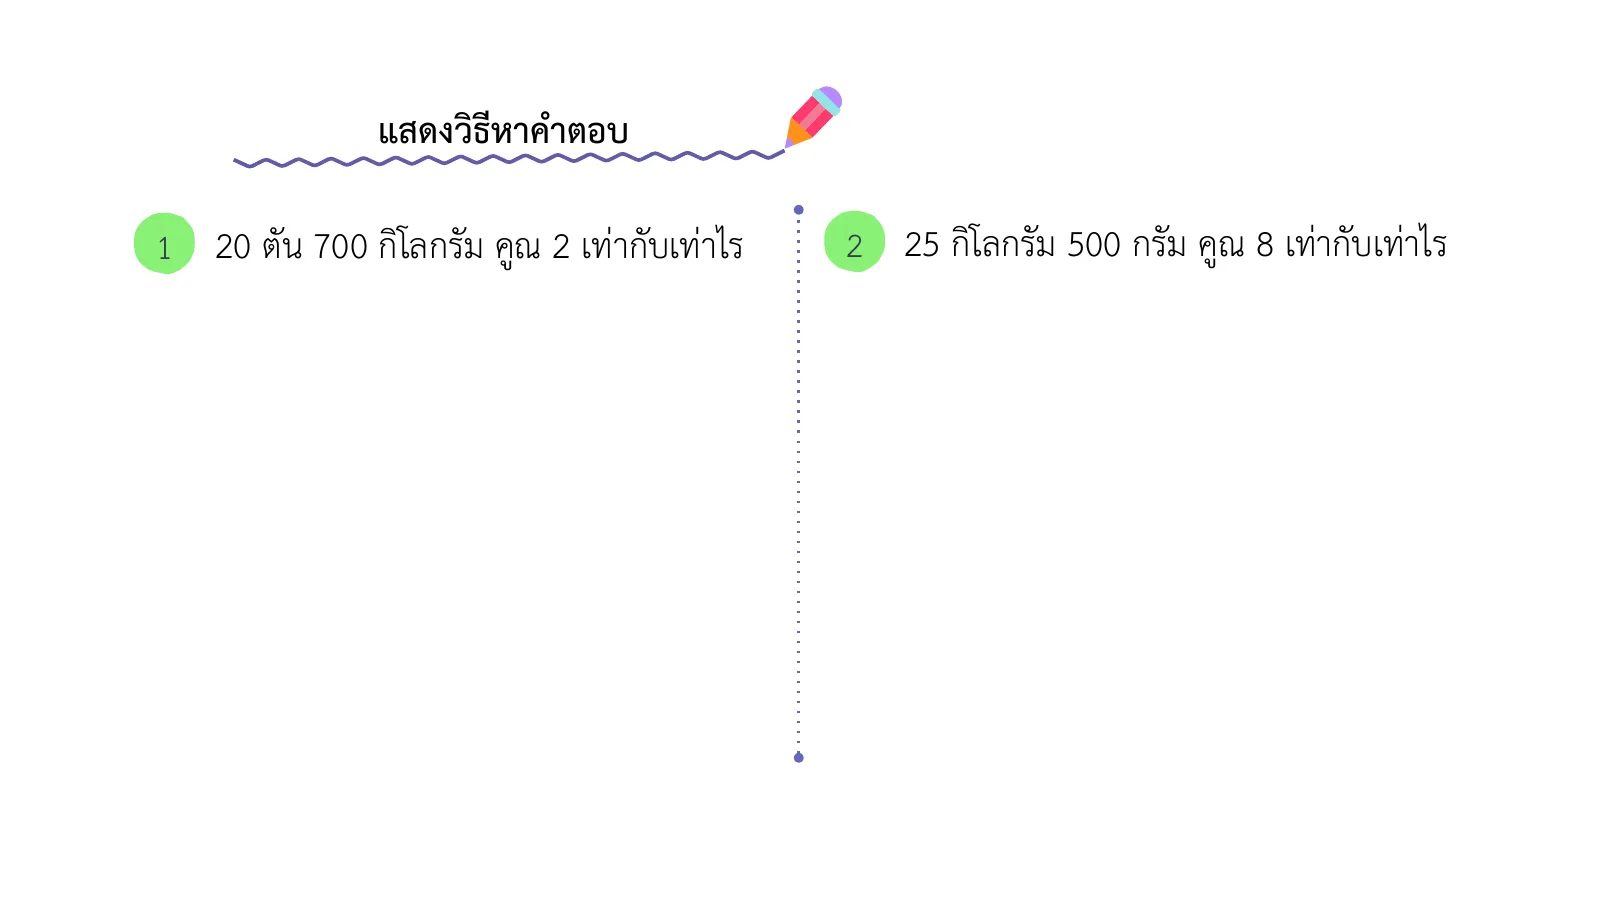 แสดงวิธีหาคำตอบ
1 20 ตัน 700 กิโลกรัม คูณ 2 เท่ากับเท่าไร
2 25 กิโลกรัม 500 กรัม คูณ 8 เท่ากับเท่าไร